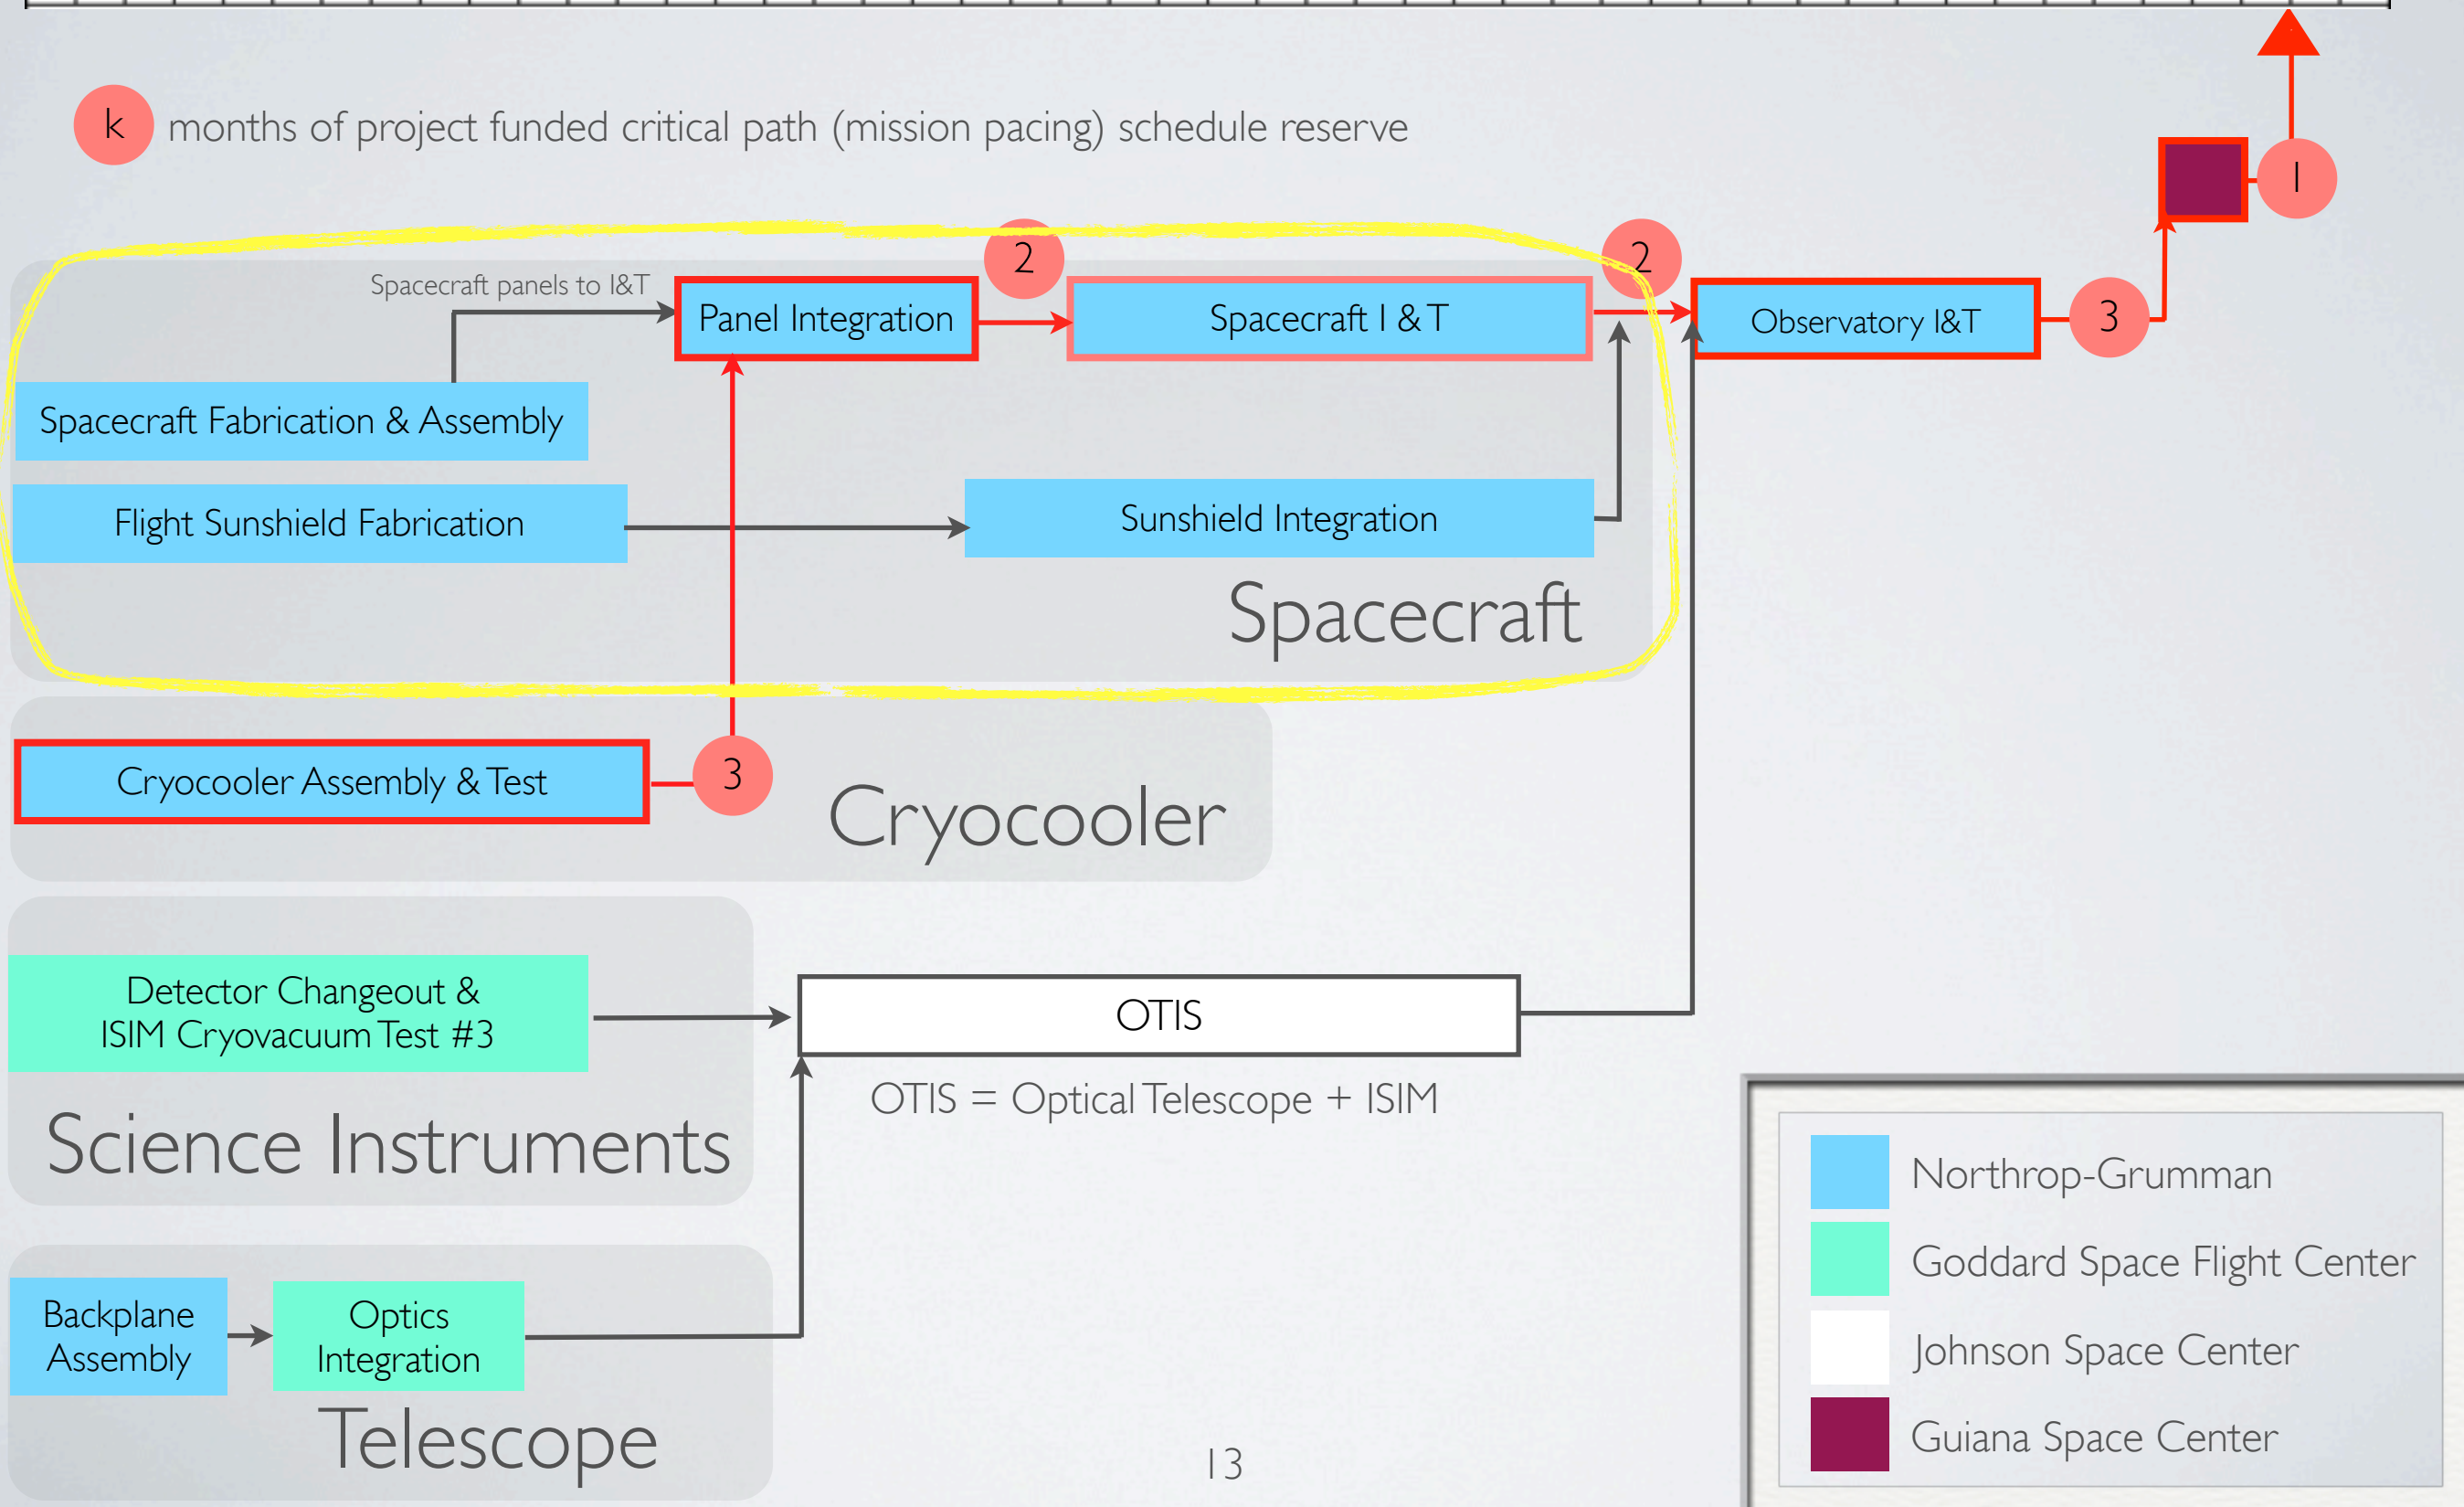 k
months of project funded critical path (mission pacing) schedule reserve
1
2
2
Spacecraft panels to I&T
Panel Integration
Spacecraft I & T
Observatory I&T
3
Spacecraft Fabrication & Assembly
Flight Sunshield Fabrication
Sunshield Integration
Spacecraft
Cryocooler Assembly & Test
3
Cryocooler
Detector Changeout &
ISIM Cryovacuum Test #3
OTIS
OTIS = Optical Telescope + ISIM
Science Instruments
Backplane
Assembly
Optics
Integration
Telescope
Northrop-Grumman
Goddard Space Flight Center
Johnson Space Center
Guiana Space Center
13